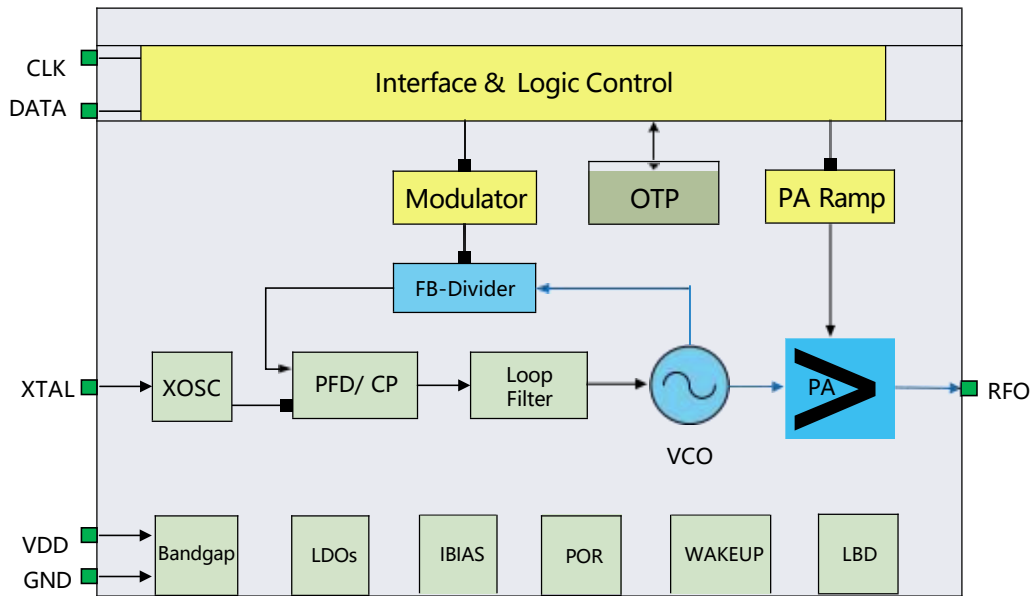 CLK
DATA
Interface & Logic Control
Modulator
OTP
PA Ramp
FB-Divider
XTAL
XOSC
PFD/ CP
Loop
Filter
VCO
PA
RFO
VDD
GND
Bandgap
LDOs
IBIAS
POR
WAKEUP
LBD